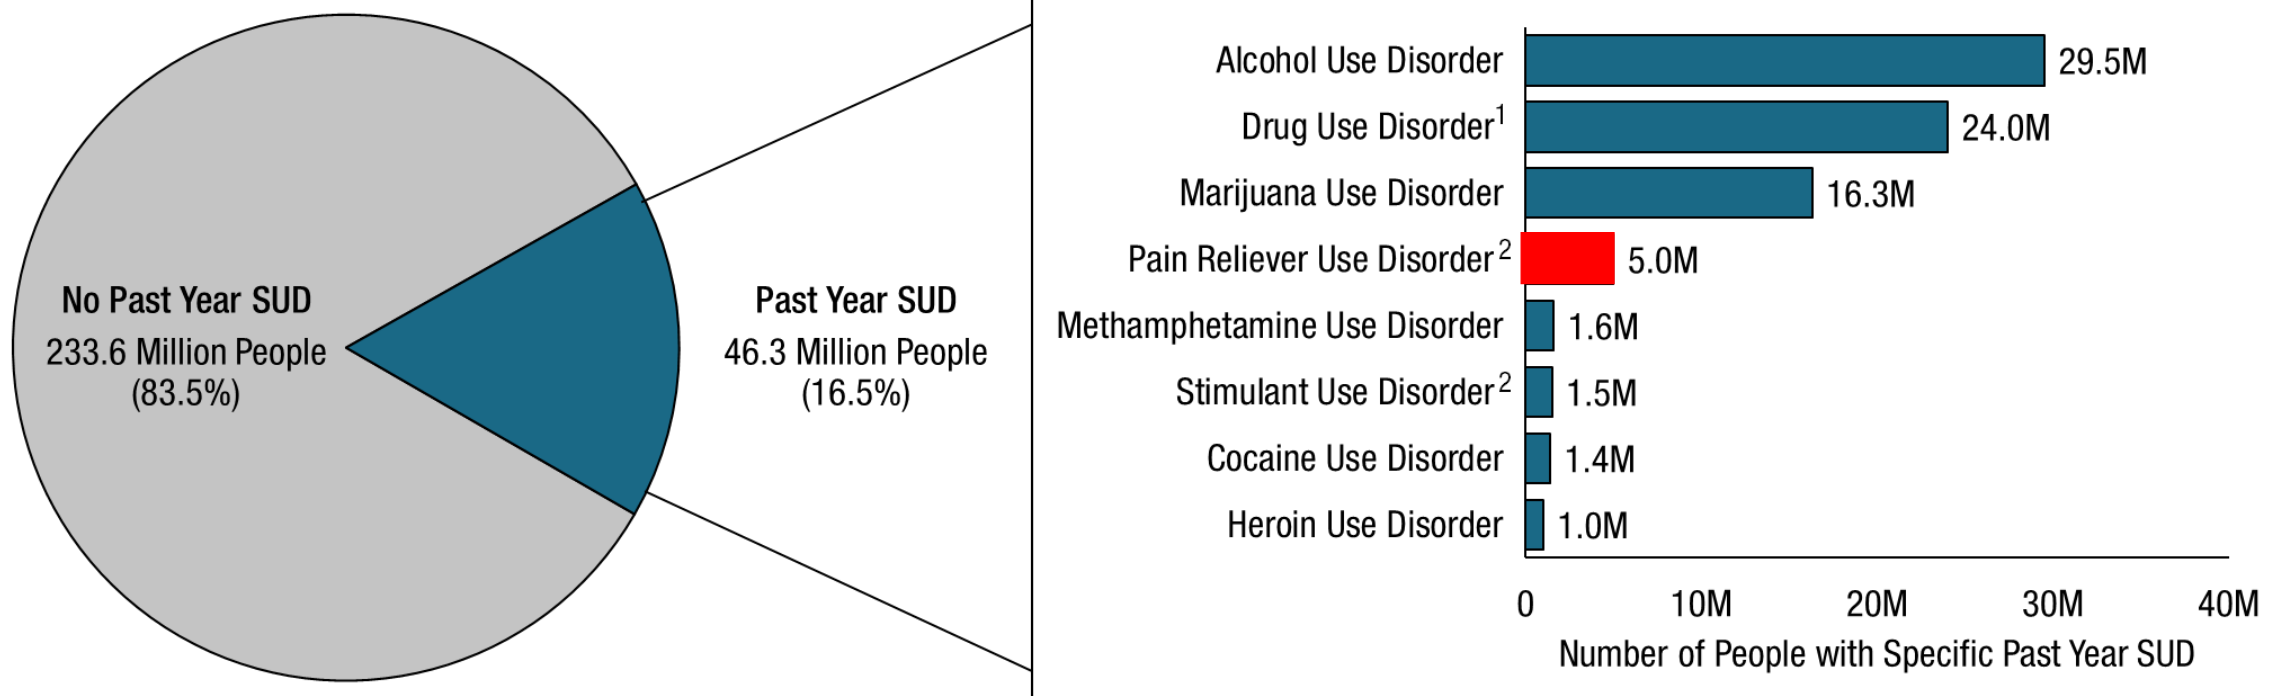 No Past Year SUD
233.6 Million People
(83.5%)
Past Year SUD
46.3 Million People
(16.5%)
Alcohol Use Disorder 29.5M
Drug Use Disorder¹ 24.0M
Marijuana Use Disorder 16.3M
Pain Reliever Use Disorder² 5.0M
Methamphetamine Use Disorder 1.6M
Stimulant Use Disorder² 1.5M
Cocaine Use Disorder 1.4M
Heroin Use Disorder 1.0M
0 10M 20M 30M 40M
Number of People with Specific Past Year SUD